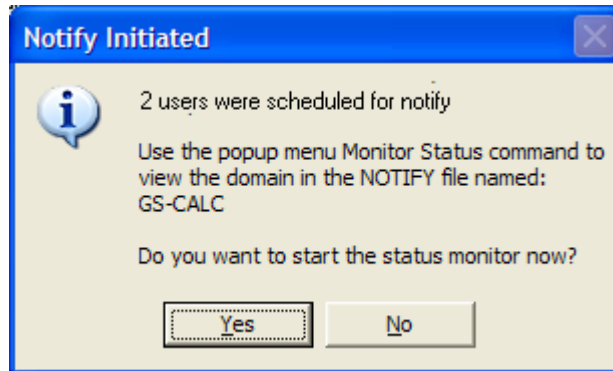 Notify Initiated
2 users were scheduled for notify
Use the popup menu Monitor Status command to
view the domain in the NOTIFY file named:
GS-CALC
Do you want to start the status monitor now?
Yes
No